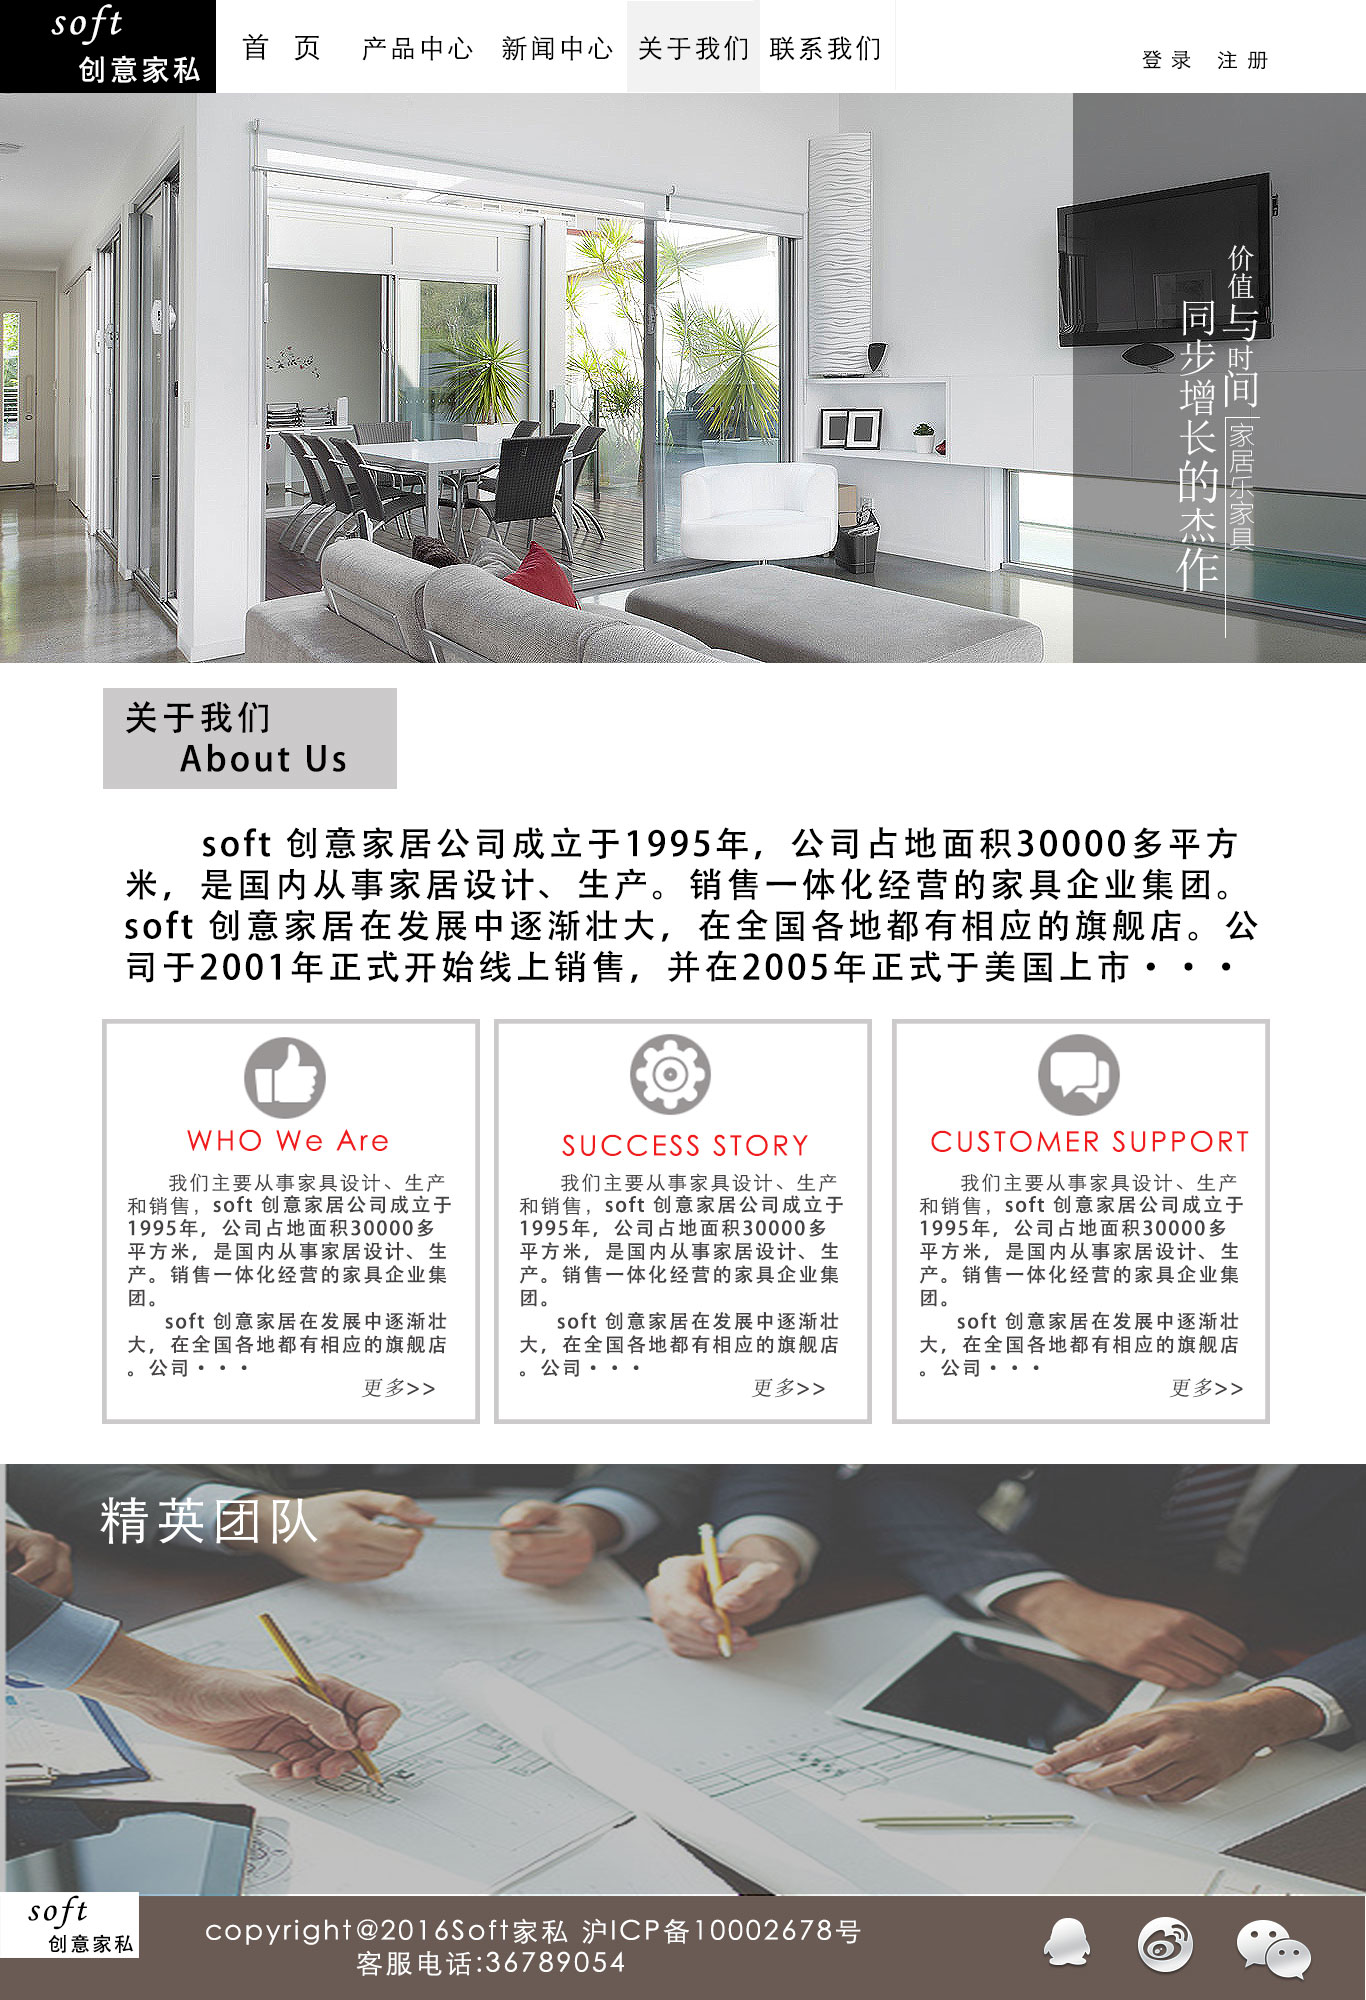 soft
创意家私
首 页 产品中心 新闻中心 关于我们 联系我们
登录 注册
价值与时间
同步增长的杰作
家居乐家具
关于我们
About Us
soft 创意家居公司成立于1995年，公司占地面积30000多平方
米，是国内从事家居设计、生产。销售一体化经营的家具企业集团。
soft 创意家居在发展中逐渐壮大，在全国各地都有相应的旗舰店。公
司于2001年正式开始线上销售，并在2005年正式于美国上市···
WHO We Are
我们主要从事家具设计、生产
和销售，soft 创意家居公司成立于
1995年，公司占地面积30000多
平方米，是国内从事家居设计、生
产。销售一体化经营的家具企业集
团。
soft 创意家居在发展中逐渐壮
大，在全国各地都有相应的旗舰店
。公司···
更多>>
SUCCESS STORY
我们主要从事家具设计、生产
和销售，soft 创意家居公司成立于
1995年，公司占地面积30000多
平方米，是国内从事家居设计、生
产。销售一体化经营的家具企业集
团。
soft 创意家居在发展中逐渐壮
大，在全国各地都有相应的旗舰店
。公司···
更多>>
CUSTOMER SUPPORT
我们主要从事家具设计、生产
和销售，soft 创意家居公司成立于
1995年，公司占地面积30000多
平方米，是国内从事家居设计、生
产。销售一体化经营的家具企业集
团。
soft 创意家居在发展中逐渐壮
大，在全国各地都有相应的旗舰店
。公司···
更多>>
精英团队
soft
创意家私
copyright@2016Soft家私 沪ICP备10002678号
客服电话:36789054